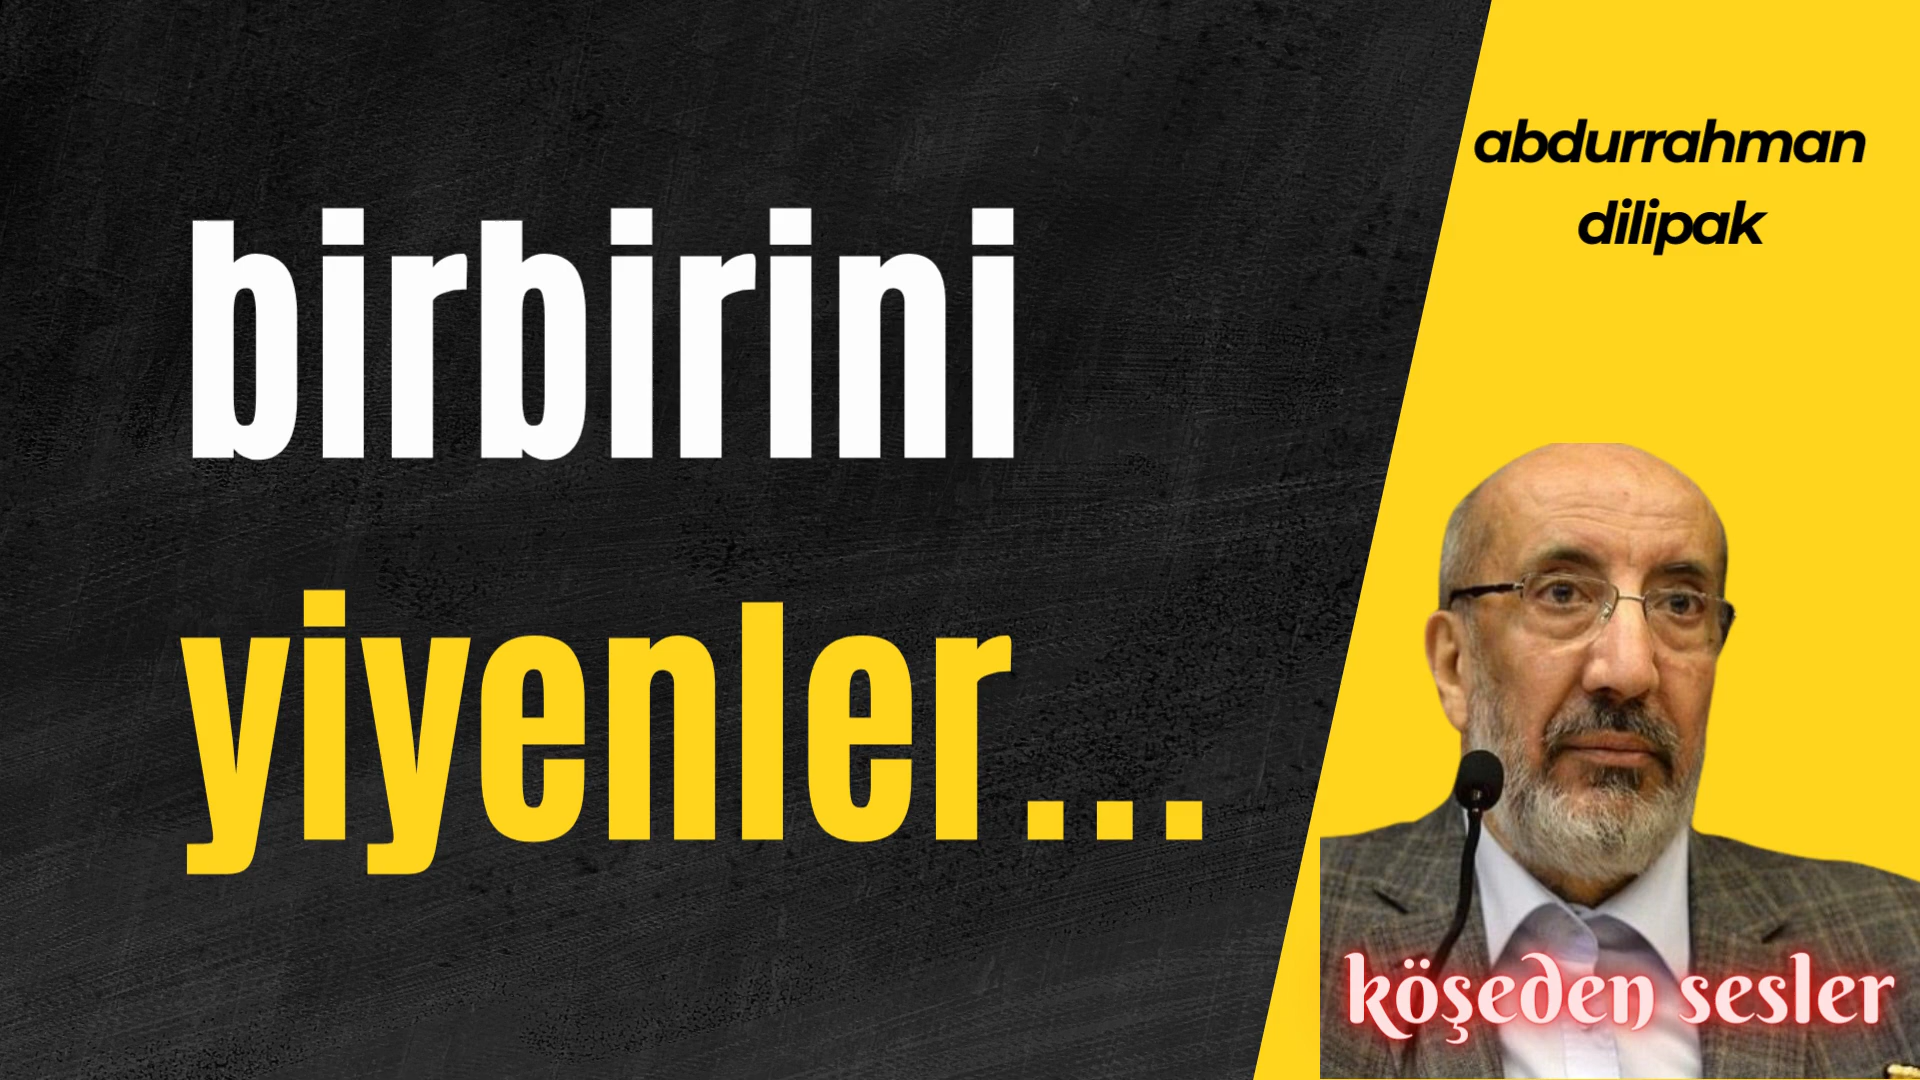 birbirini
yiyenler...
abdurrahman
dilipak
köşeden sesler